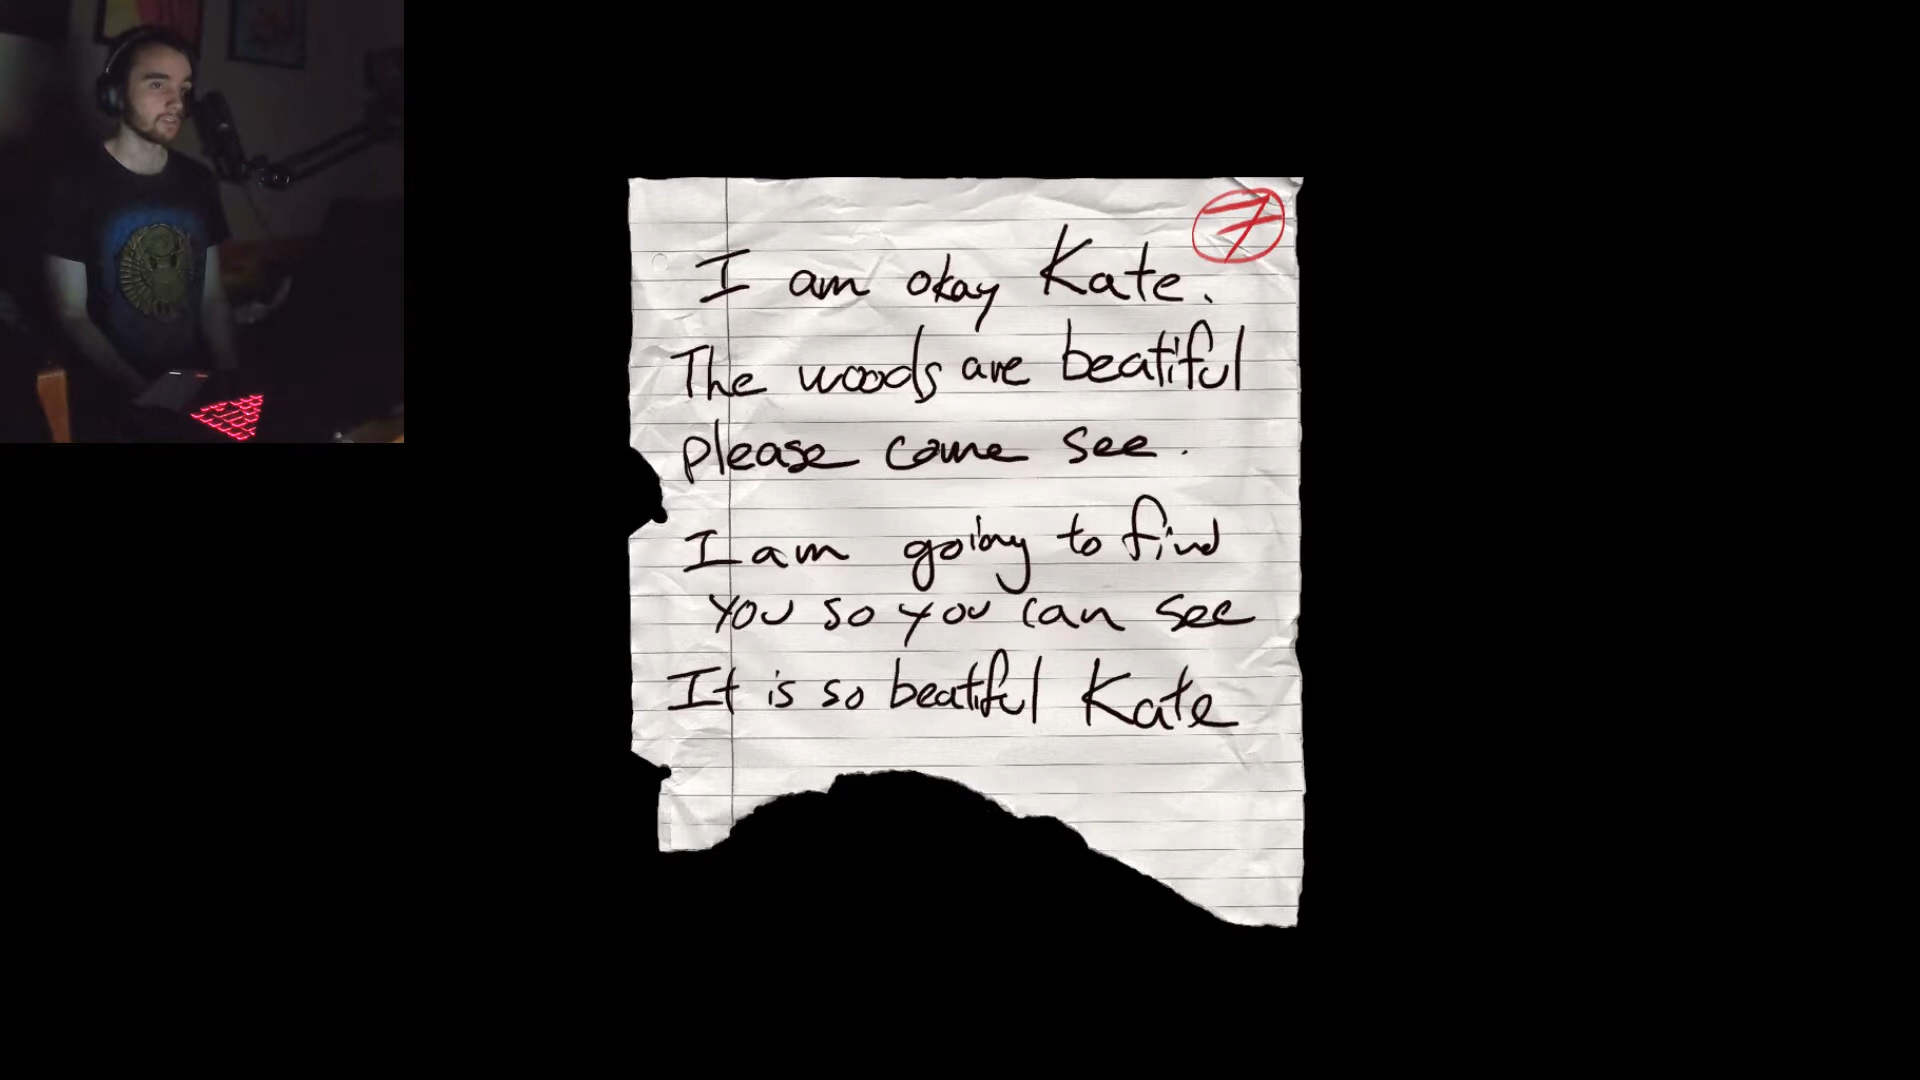 7
I am okay Kate.
The woods are beatiful
please come see.
I am going to find
you so you can see
It is so beatiful Kate